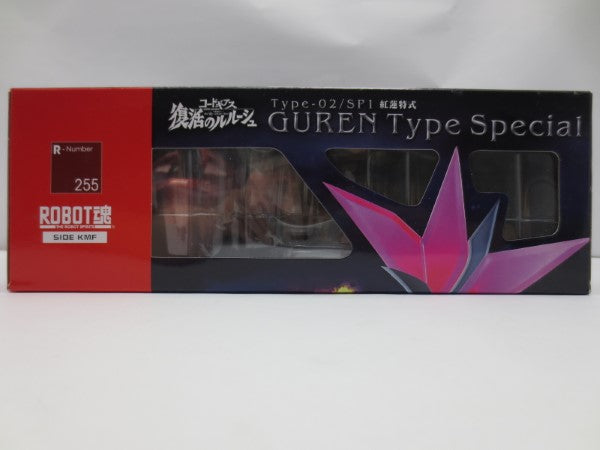 R-Number
255
ROBOT魂
THE ROBOT SPIRITS
SIDE KMF
コードギアス
復活のルルーシュ
Type-02/SP1 紅蓮特式
GUREN Type Special